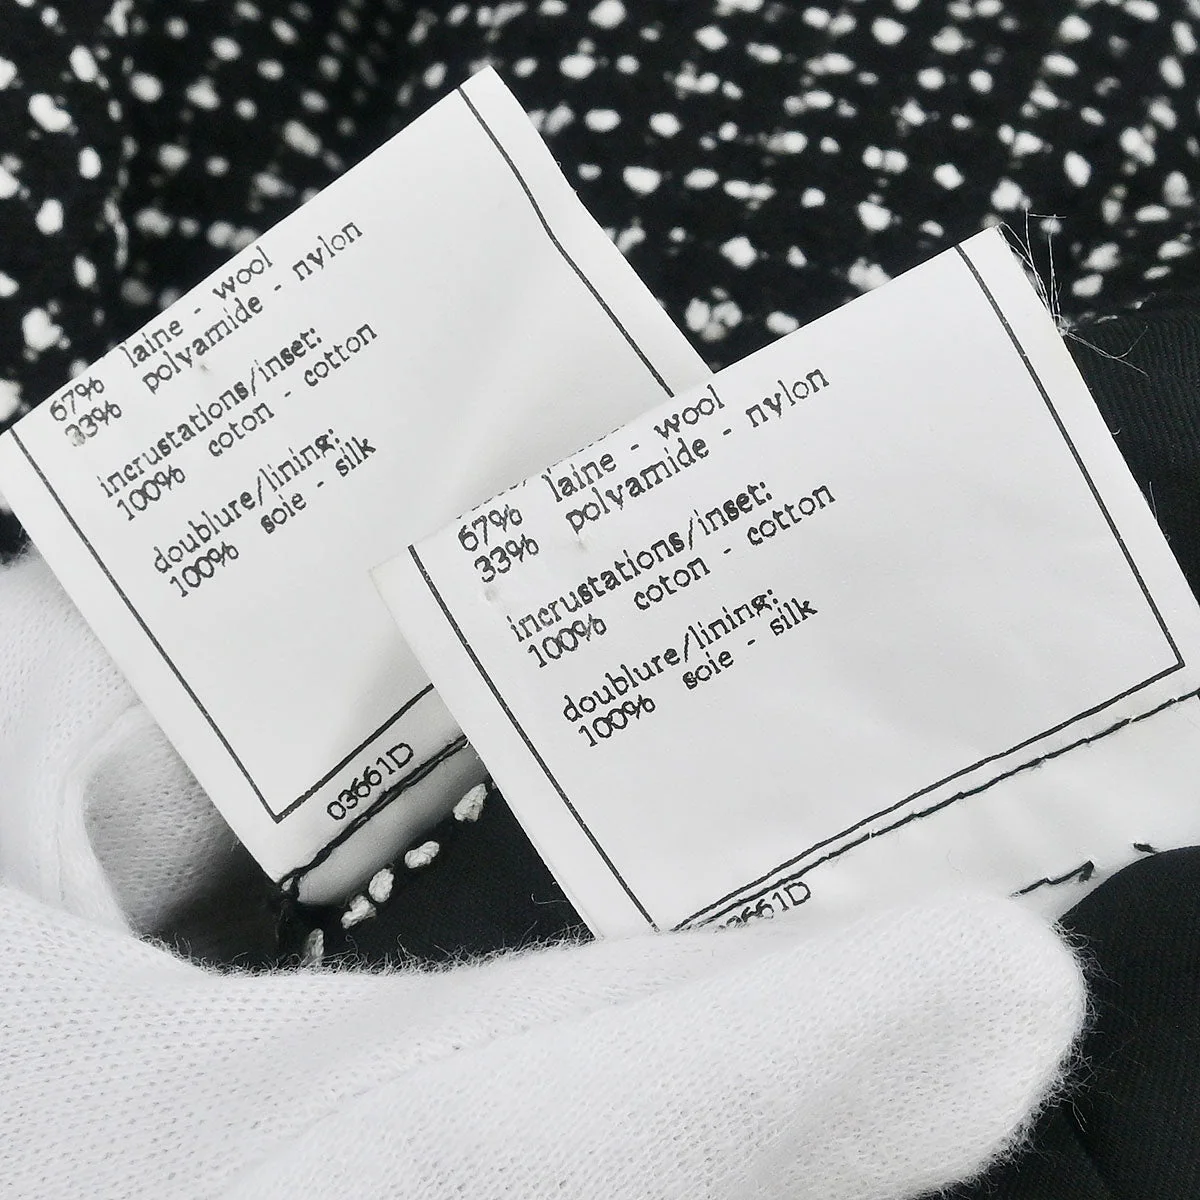 67% laine - wool
33% polyamide - nylon
incrustations/inset:
100% coton - cotton
doublure/lining:
100% soie - silk
03661D
67% laine - wool
33% polyamide - nylon
incrustations/inset:
100% coton - cotton
doublure/lining:
100% soie - silk
03661D